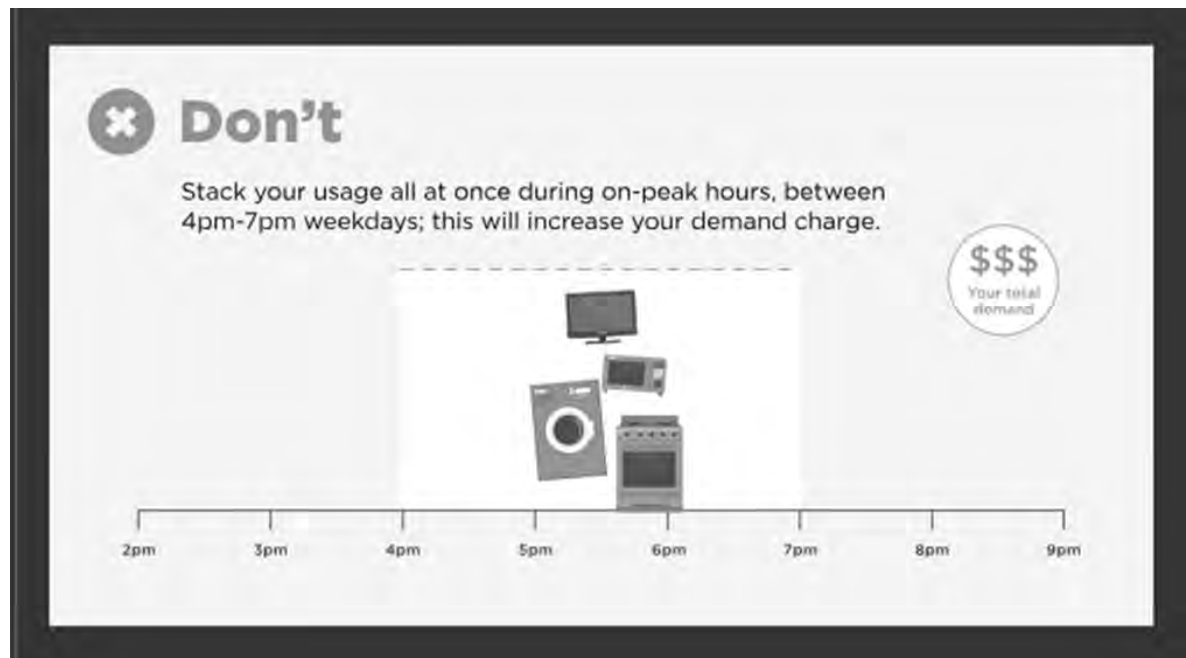 Don't
Stack your usage all at once during on-peak hours, between
4pm-7pm weekdays; this will increase your demand charge.
$$$
Your total
demand
2pm 3pm 4pm 5pm 6pm 7pm 8pm 9pm